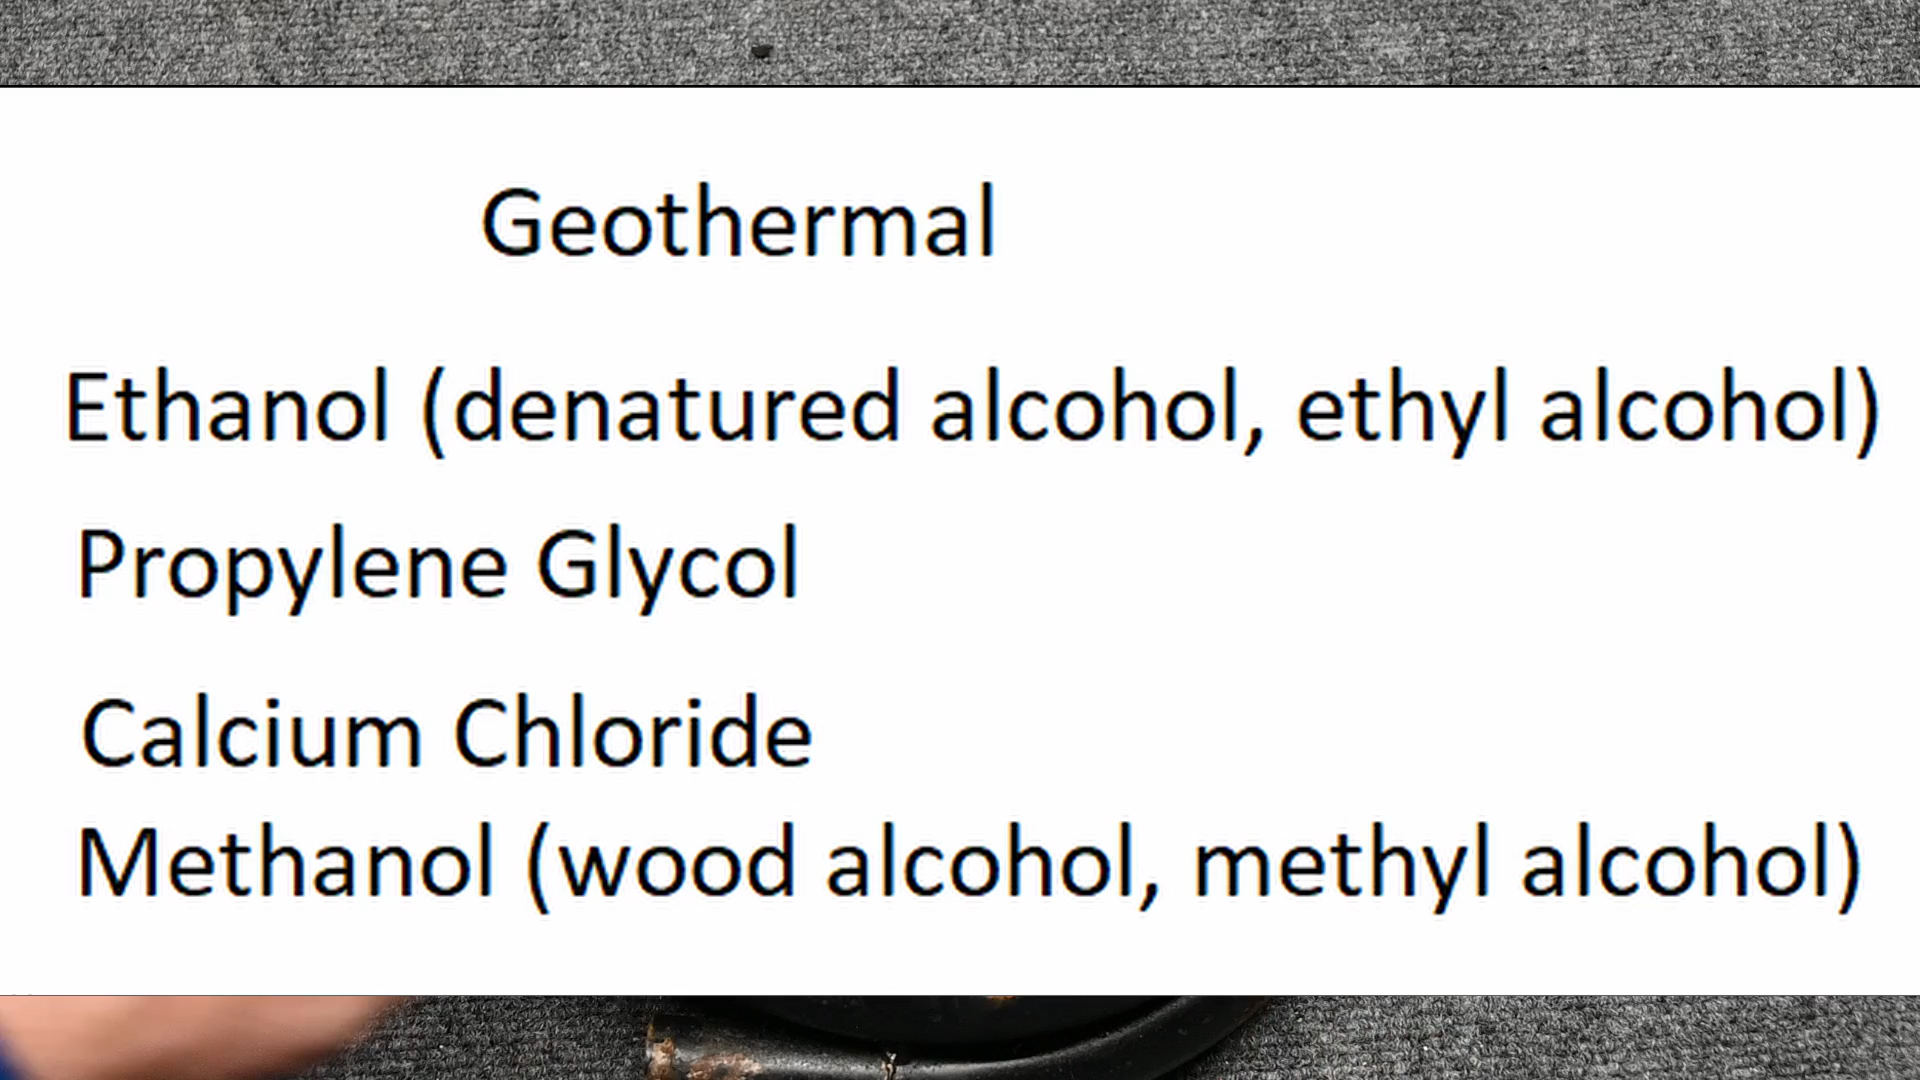 Geothermal
Ethanol (denatured alcohol, ethyl alcohol)
Propylene Glycol
Calcium Chloride
Methanol (wood alcohol, methyl alcohol)